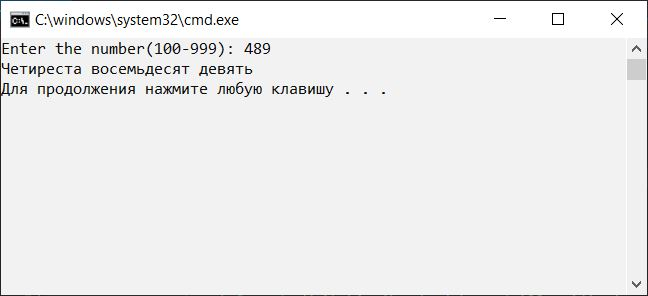 C:\windows\system32\cmd.exe
Enter the number(100-999): 489
Четиреста восемьдесят девять
Для продолжения нажмите любую клавишу . . .